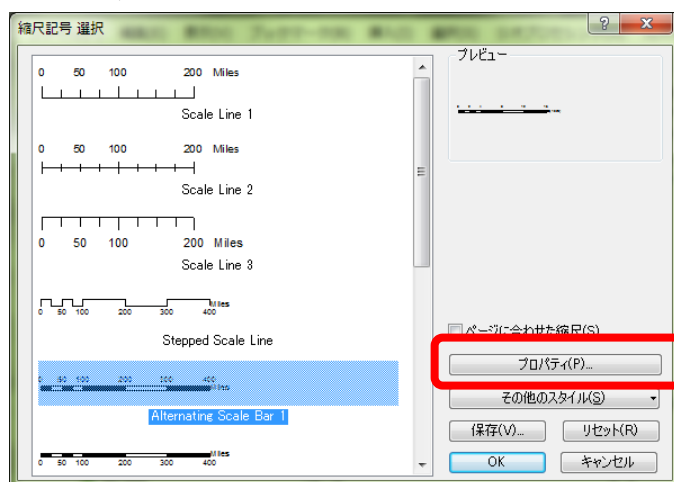 縮尺記号 選択
0 50 100 200 Miles
Scale Line 1
0 50 100 200 Miles
Scale Line 2
0 50 100 200 Miles
Scale Line 3
Miles
0 50 100 200 300 400
Stepped Scale Line
0 50 100 200 300 400
Miles
Alternating Scale Bar 1
Miles
0 50 100 200 300 400
プレビュー
ページに合わせた縮尺(S)
プロパティ(P)...
その他のスタイル(S)
保存(V)... リセット(R)
OK キャンセル